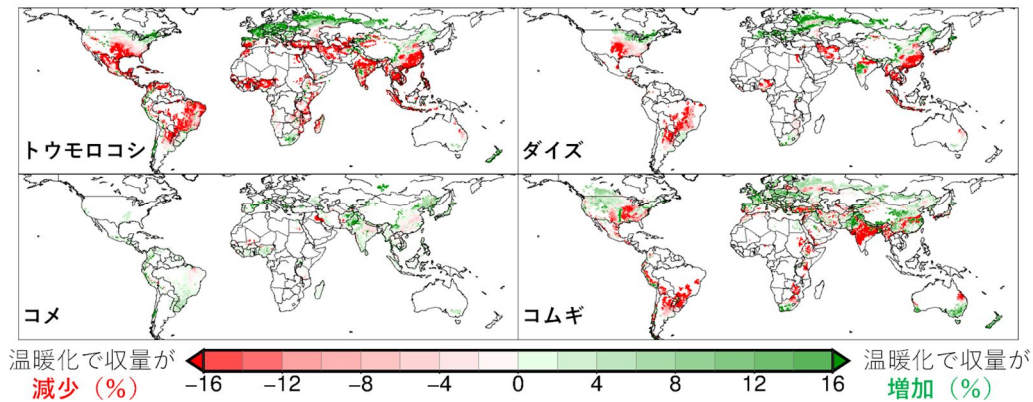 トウモロコシ
ダイズ
コメ
コムギ
温暖化で収量が
減少（%）
−16 −12 −8 −4 0 4 8 12 16
温暖化で収量が
増加（%）